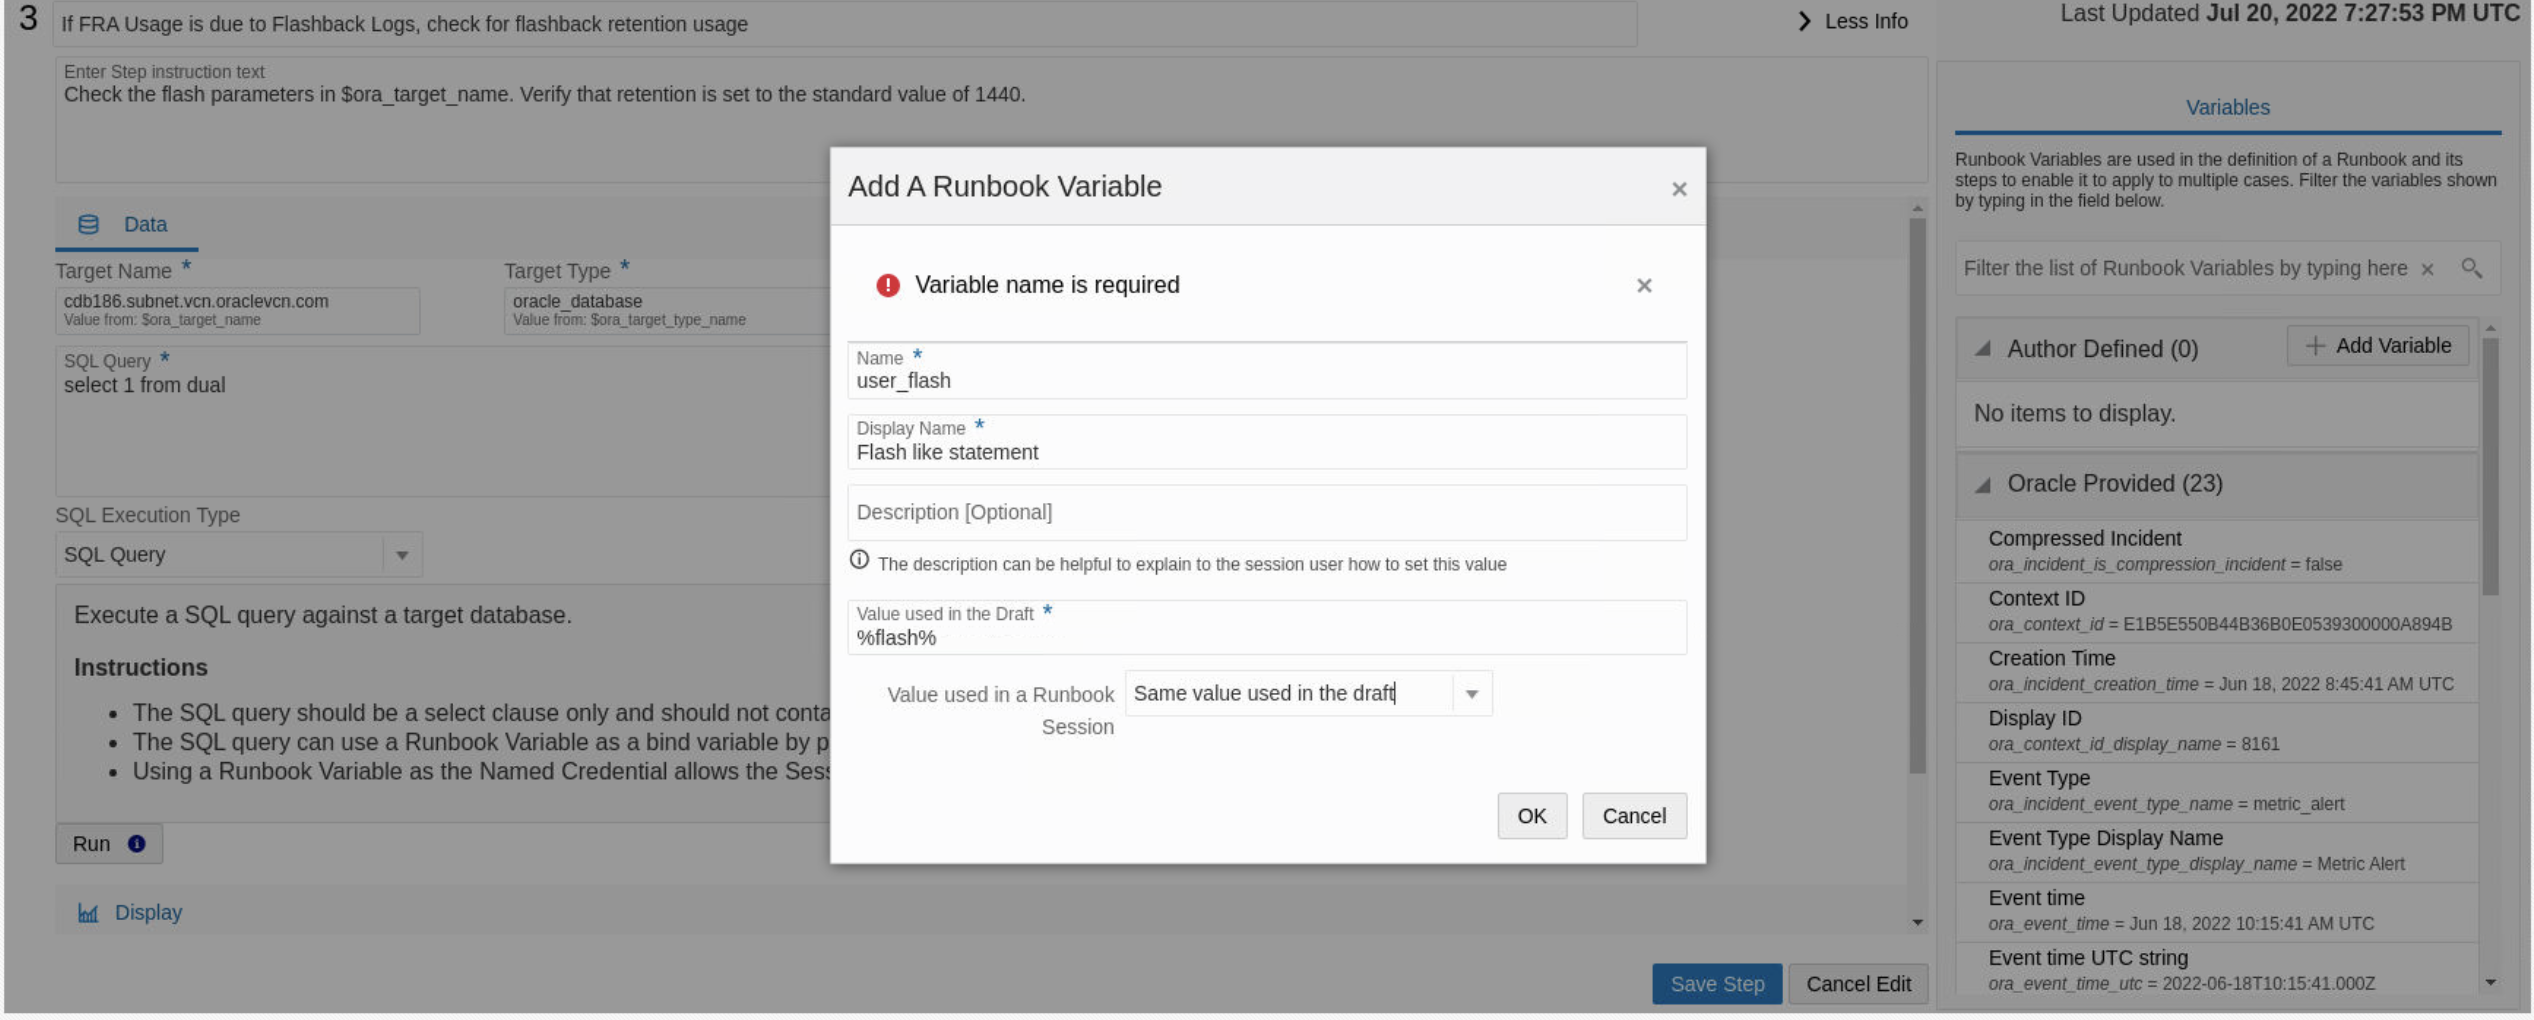 3
If FRA Usage is due to Flashback Logs, check for flashback retention usage
Less Info
Enter Step instruction text
Check the flash parameters in $ora_target_name. Verify that retention is set to the standard value of 1440.
Data
Target Name *
cdb186.subnet.vcn.oraclevcn.com
Value from: $ora_target_name
Target Type *
oracle_database
Value from: $ora_target_type_name
SQL Query *
select 1 from dual
SQL Execution Type
SQL Query
Execute a SQL query against a target database.
Instructions
• The SQL query should be a select clause only and should not conta
• The SQL query can use a Runbook Variable as a bind variable by p
• Using a Runbook Variable as the Named Credential allows the Sess
Run
Display
Save Step
Cancel Edit
Add A Runbook Variable
Variable name is required
Name *
user_flash
Display Name *
Flash like statement
Description [Optional]
The description can be helpful to explain to the session user how to set this value
Value used in the Draft *
%flash%
Value used in a Runbook
Session
Same value used in the draft
OK
Cancel
Last Updated Jul 20, 2022 7:27:53 PM UTC
Variables
Runbook Variables are used in the definition of a Runbook and its
steps to enable it to apply to multiple cases. Filter the variables shown
by typing in the field below.
Filter the list of Runbook Variables by typing here
Author Defined (0)
Add Variable
No items to display.
Oracle Provided (23)
Compressed Incident
ora_incident_is_compression_incident = false
Context ID
ora_context_id = E1B5E550B44B36B0E0539300000A894B
Creation Time
ora_incident_creation_time = Jun 18, 2022 8:45:41 AM UTC
Display ID
ora_context_id_display_name = 8161
Event Type
ora_incident_event_type_name = metric_alert
Event Type Display Name
ora_incident_event_type_display_name = Metric Alert
Event time
ora_event_time = Jun 18, 2022 10:15:41 AM UTC
Event time UTC string
ora_event_time_utc = 2022-06-18T10:15:41.000Z